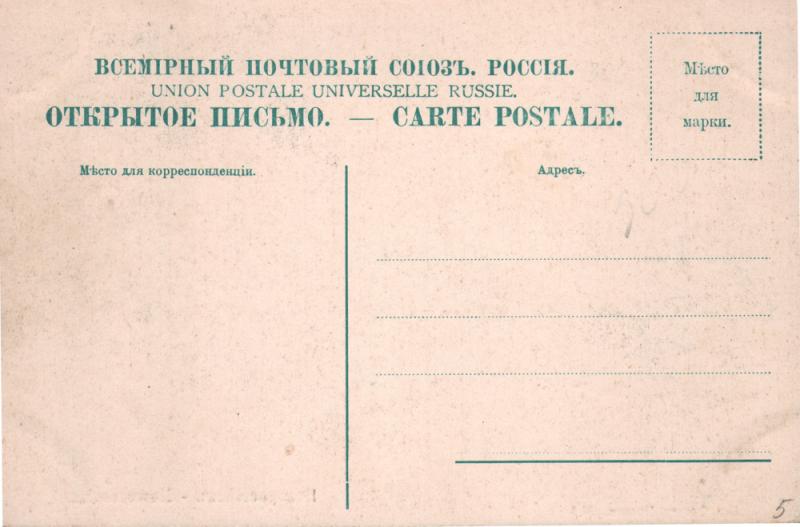 ВСЕМІРНЫЙ ПОЧТОВЫЙ СОЮЗЪ. РОССІЯ.
UNION POSTALE UNIVERSELLE RUSSIE.
ОТКРЫТОЕ ПИСЬМО. — CARTE POSTALE.
Мѣсто
для
марки.
Мѣсто для корреспонденціи.
Адресъ.
5